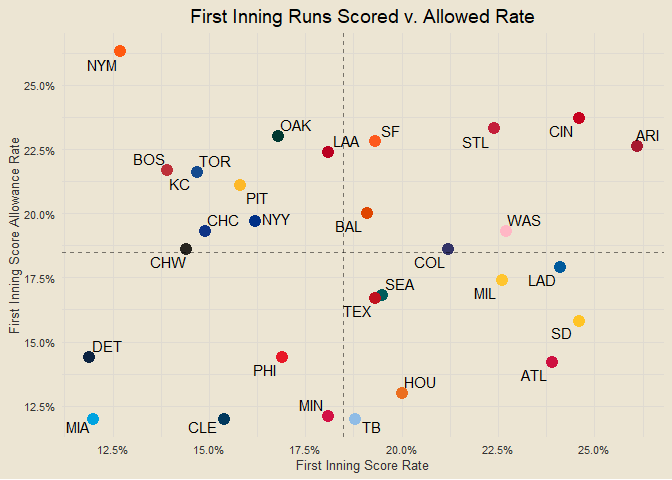 First Inning Runs Scored v. Allowed Rate
First Inning Score Allowance Rate
25.0%
22.5%
20.0%
17.5%
15.0%
12.5%
NYM
OAK
SF
STL
CIN
ARI
LAA
BOS
TOR
KC
PIT
CHC
NYY
BAL
WAS
CHW
COL
LAD
SEA
MIL
TEX
SD
DET
PHI
ATL
HOU
MIN
MIA
CLE
TB
12.5%
15.0%
17.5%
20.0%
22.5%
25.0%
First Inning Score Rate